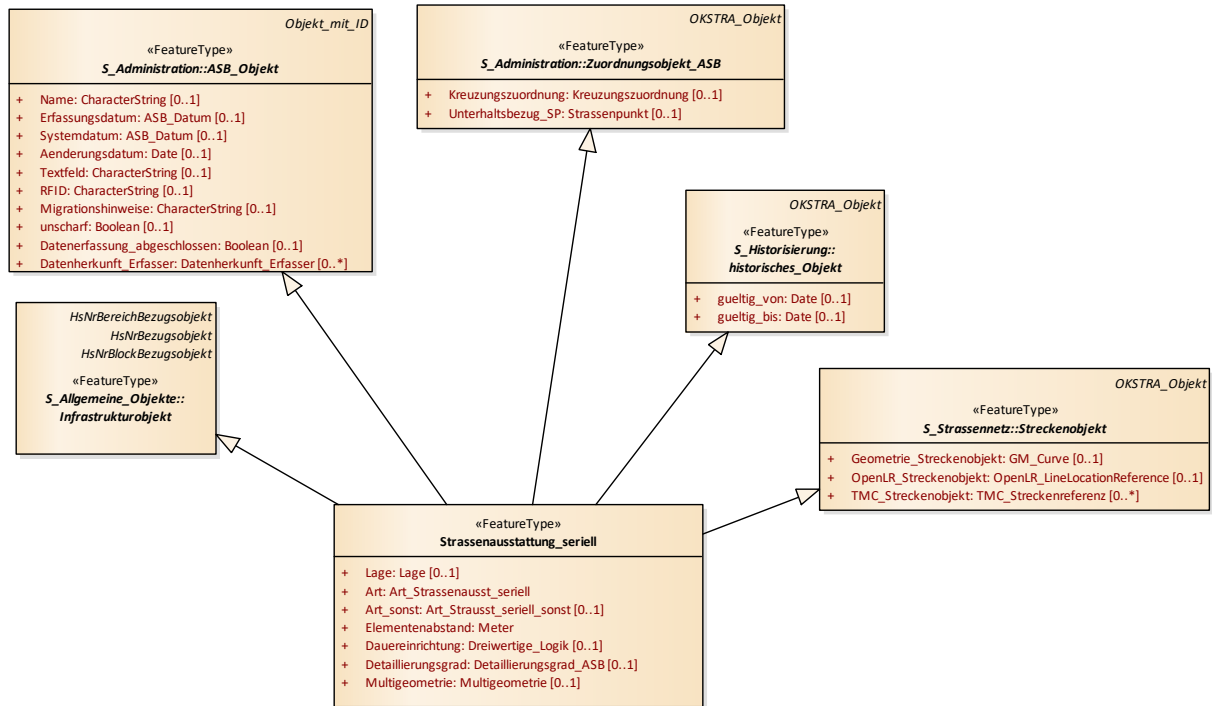 Objekt_mit_ID
«FeatureType»
S_Administration::ASB_Objekt
+ Name: CharacterString [0..1]
+ Erfassungsdatum: ASB_Datum [0..1]
+ Systemdatum: ASB_Datum [0..1]
+ Aenderungsdatum: Date [0..1]
+ Textfeld: CharacterString [0..1]
+ RFID: CharacterString [0..1]
+ Migrationshinweise: CharacterString [0..1]
+ unscharf: Boolean [0..1]
+ Datenerfassung_abgeschlossen: Boolean [0..1]
+ Datenherkunft_Erfasser: Datenherkunft_Erfasser [0..*]
OKSTRA_Objekt
«FeatureType»
S_Administration::Zuordnungsobjekt_ASB
+ Kreuzungszuordnung: Kreuzungszuordnung [0..1]
+ Unterhaltsbezug_SP: Strassenpunkt [0..1]
OKSTRA_Objekt
«FeatureType»
S_Historisierung::
historisches_Objekt
+ gueltig_von: Date [0..1]
+ gueltig_bis: Date [0..1]
HsNrBereichBezugsobjekt
HsNrBezugsobjekt
HsNrBlockBezugsobjekt
«FeatureType»
S_Allgemeine_Objekte::
Infrastrukturobjekt
OKSTRA_Objekt
«FeatureType»
S_Strassennetz::Streckenobjekt
+ Geometrie_Streckenobjekt: GM_Curve [0..1]
+ OpenLR_Streckenobjekt: OpenLR_LineLocationReference [0..1]
+ TMC_Streckenobjekt: TMC_Streckenreferenz [0..*]
«FeatureType»
Strassenausstattung_seriell
+ Lage: Lage [0..1]
+ Art: Art_Strassenausst_seriell
+ Art_sonst: Art_Strausst_seriell_sonst [0..1]
+ Elementenabstand: Meter
+ Dauereinrichtung: Dreiwertige_Logik [0..1]
+ Detaillierungsgrad: Detaillierungsgrad_ASB [0..1]
+ Multigeometrie: Multigeometrie [0..1]